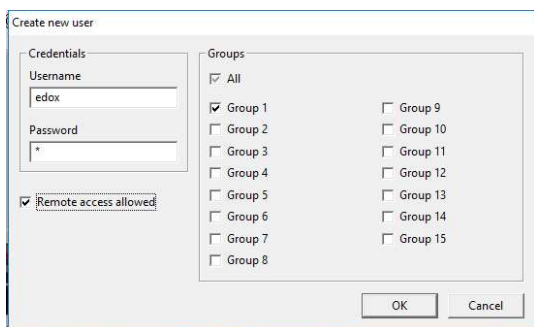 Create new user
Credentials
Username
edox
Password
*
Remote access allowed
Groups
All
Group 1
Group 2
Group 3
Group 4
Group 5
Group 6
Group 7
Group 8
Group 9
Group 10
Group 11
Group 12
Group 13
Group 14
Group 15
OK
Cancel